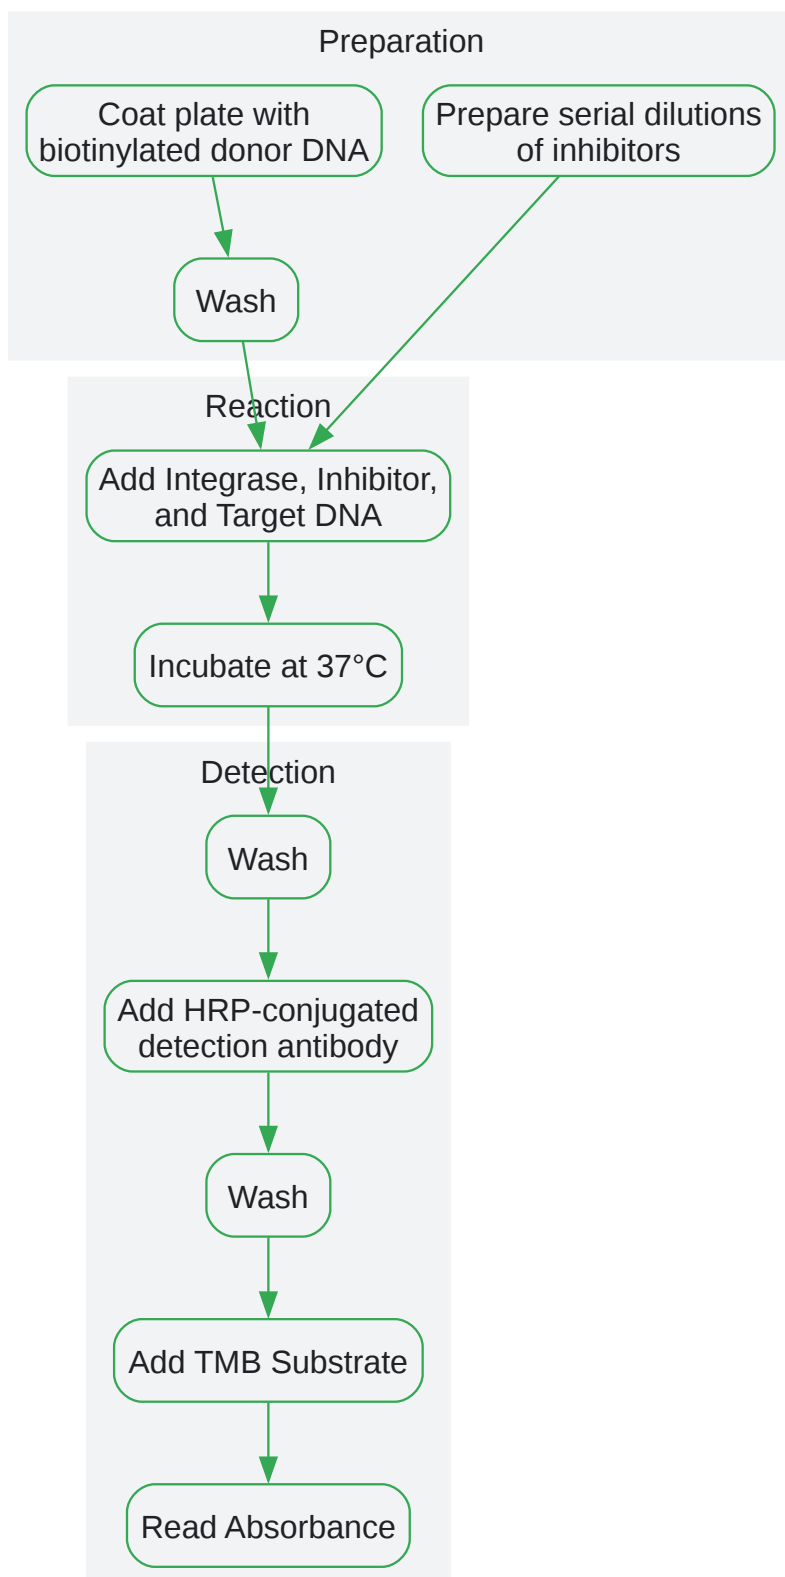 Preparation
Coat plate with
biotinylated donor DNA
Prepare serial dilutions
of inhibitors
Wash
Reaction
Add Integrase, Inhibitor,
and Target DNA
Incubate at 37°C
Detection
Wash
Add HRP-conjugated
detection antibody
Wash
Add TMB Substrate
Read Absorbance